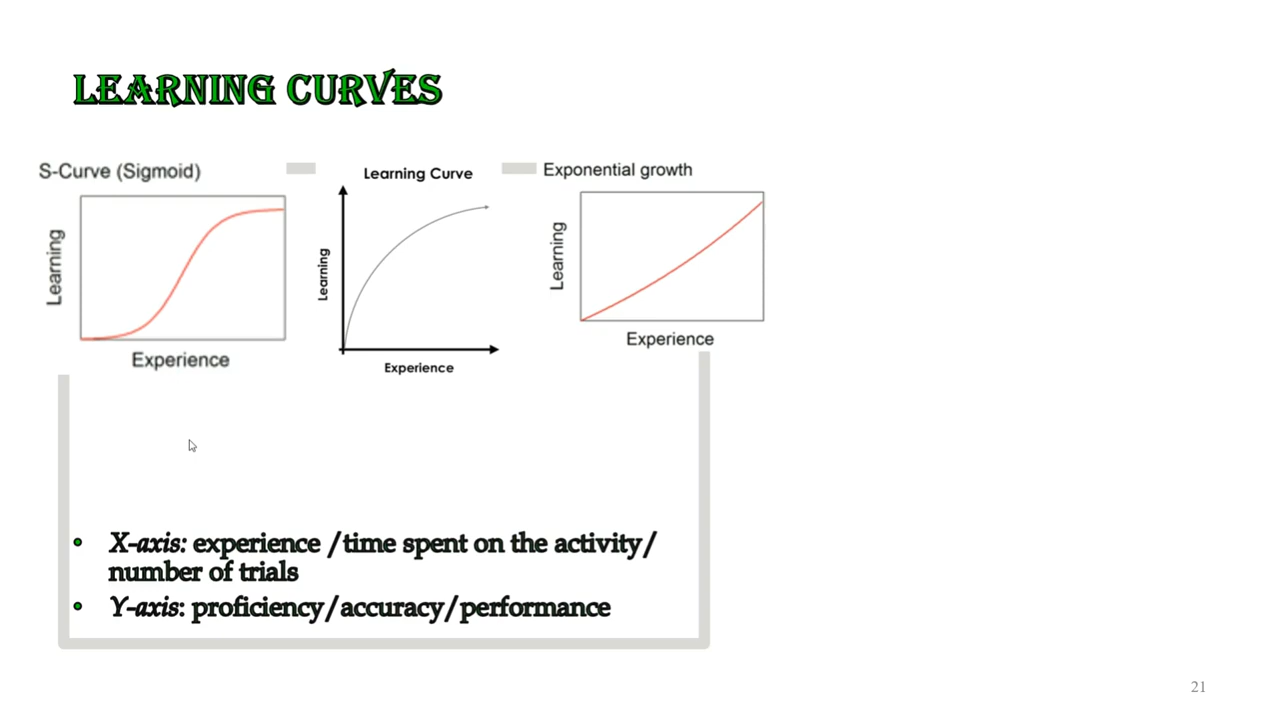 LEARNING CURVES
S-Curve (Sigmoid)
Learning
Experience
Learning Curve
Learning
Experience
Exponential growth
Learning
Experience
• X-axis: experience /time spent on the activity/
number of trials
• Y-axis: proficiency/accuracy/performance
21